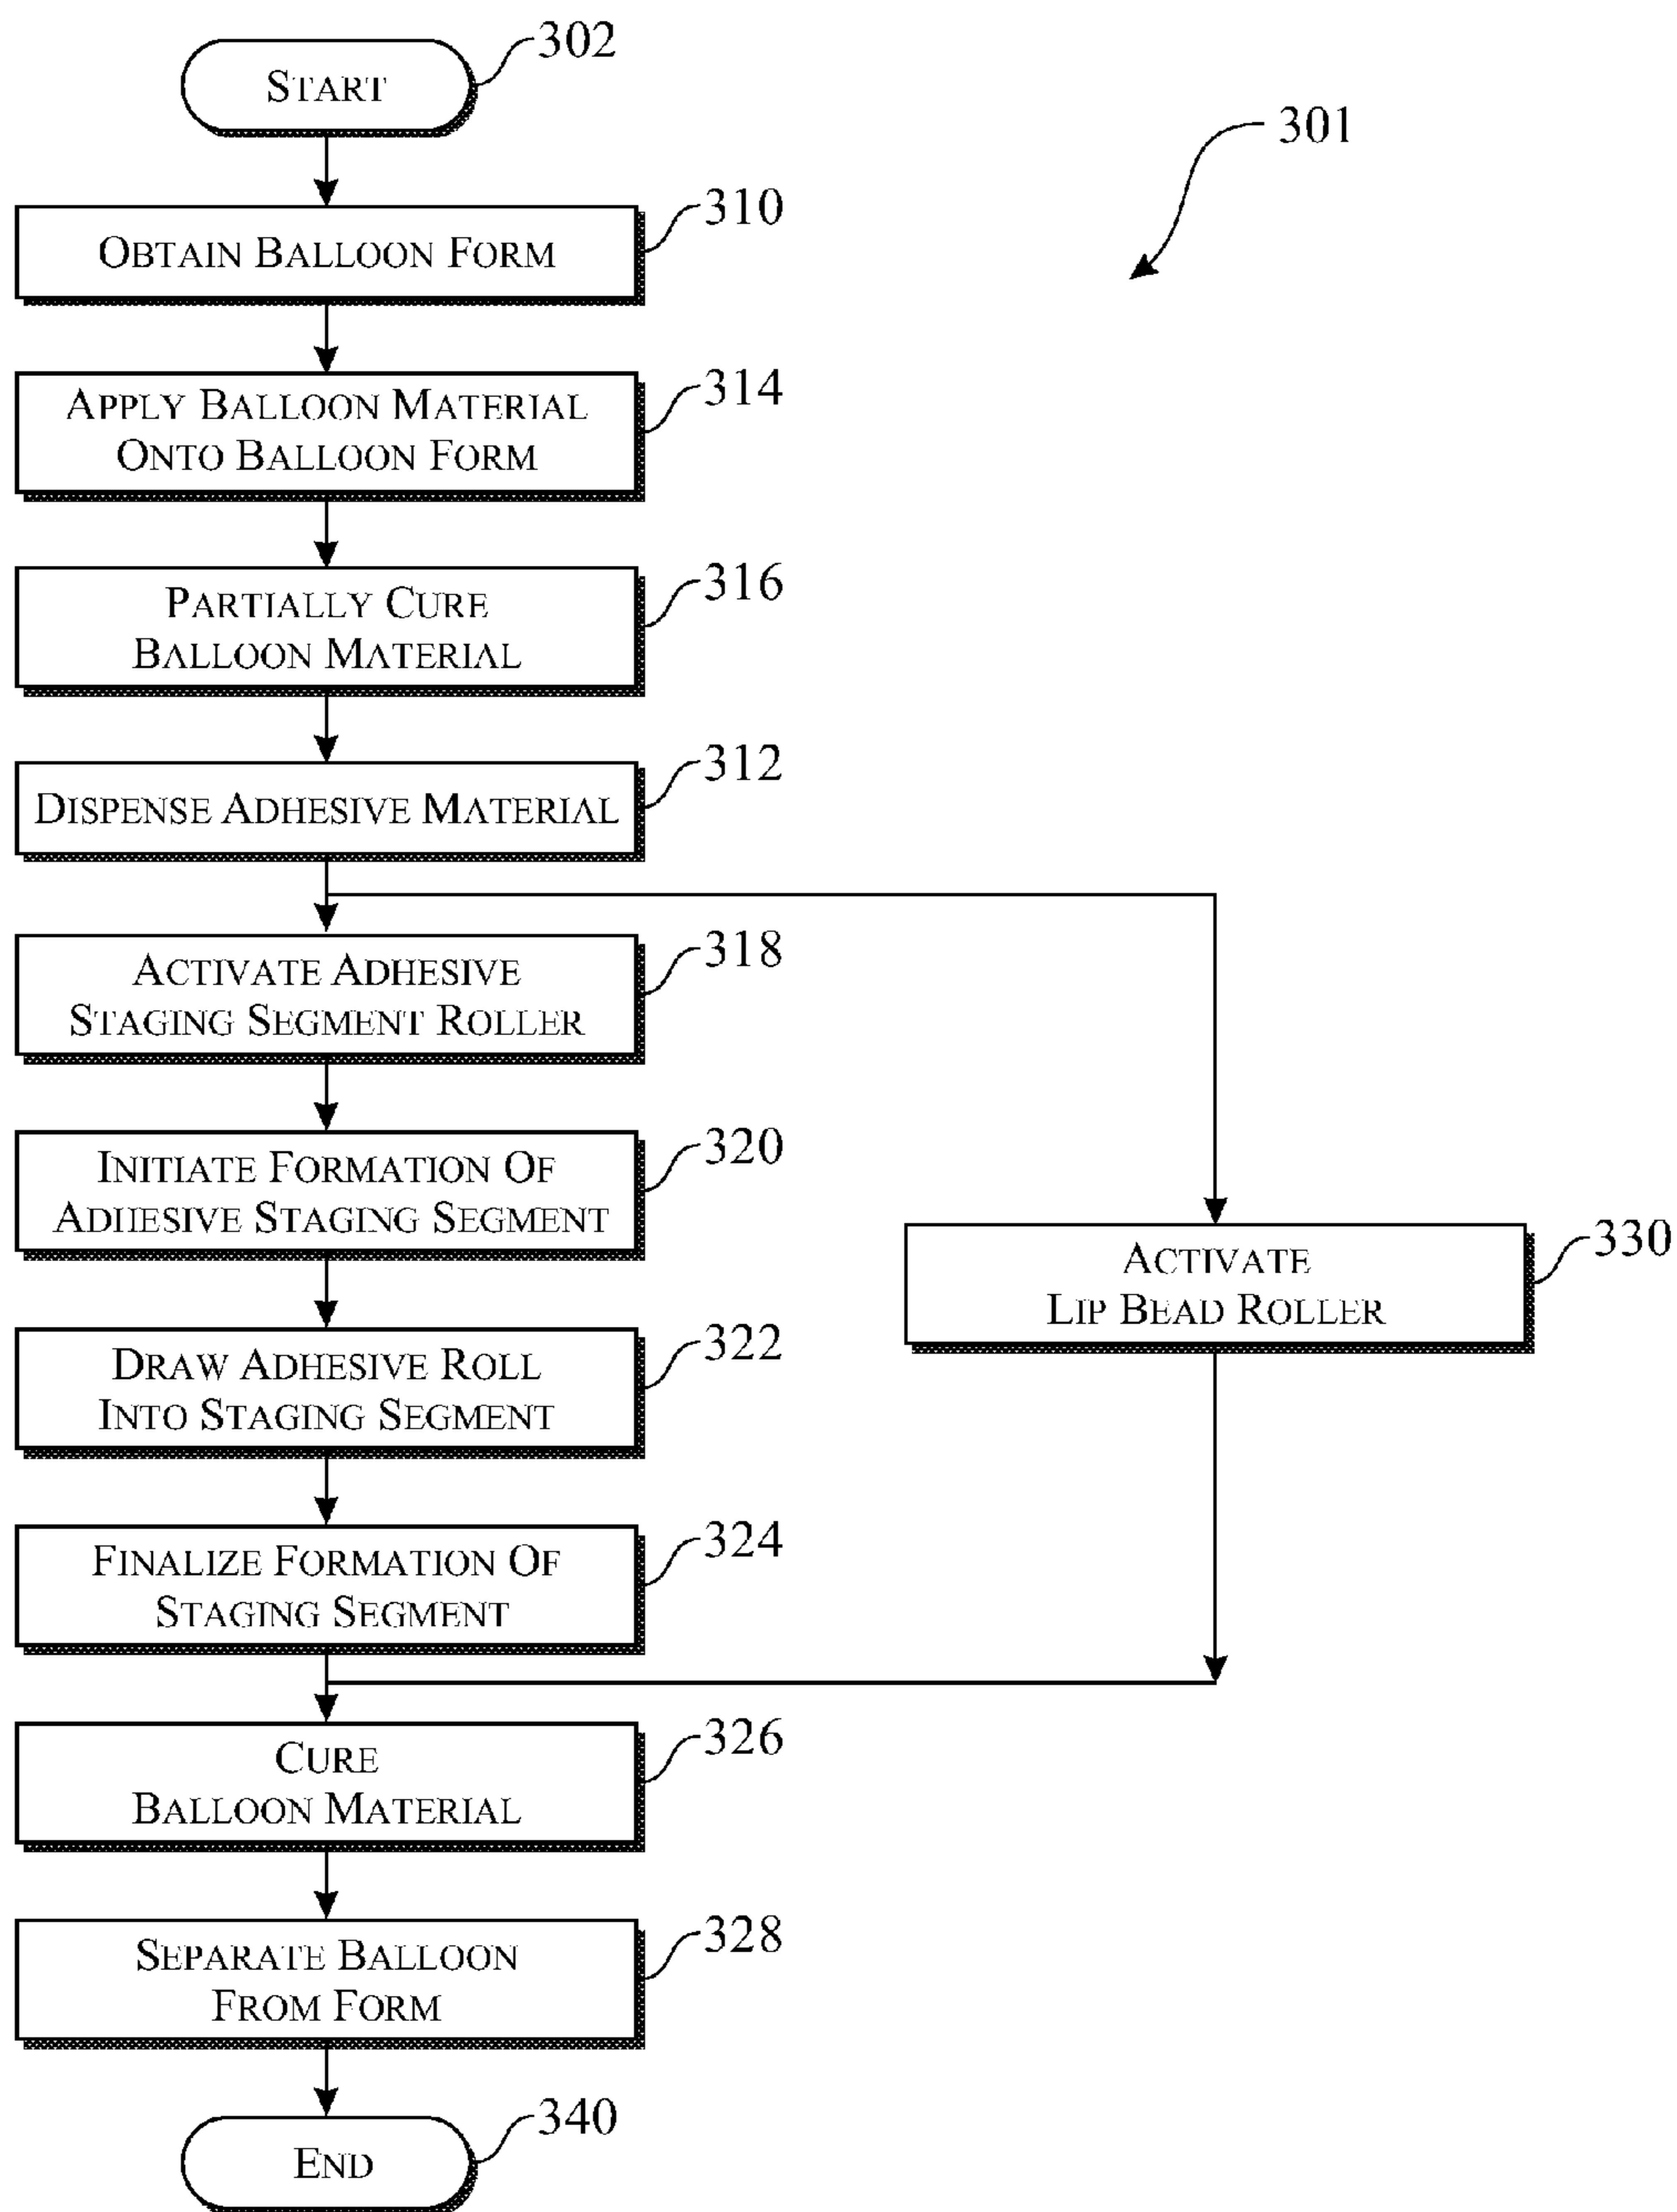 START
302
301
OBTAIN BALLOON FORM
310
APPLY BALLOON MATERIAL
ONTO BALLOON FORM
314
PARTIALLY CURE
BALLOON MATERIAL
316
DISPENSE ADHESIVE MATERIAL
312
ACTIVATE ADHESIVE
STAGING SEGMENT ROLLER
318
INITIATE FORMATION OF
ADHESIVE STAGING SEGMENT
320
ACTIVATE
LIP BEAD ROLLER
330
DRAW ADHESIVE ROLL
INTO STAGING SEGMENT
322
FINALIZE FORMATION OF
STAGING SEGMENT
324
CURE
BALLOON MATERIAL
326
SEPARATE BALLOON
FROM FORM
328
END
340